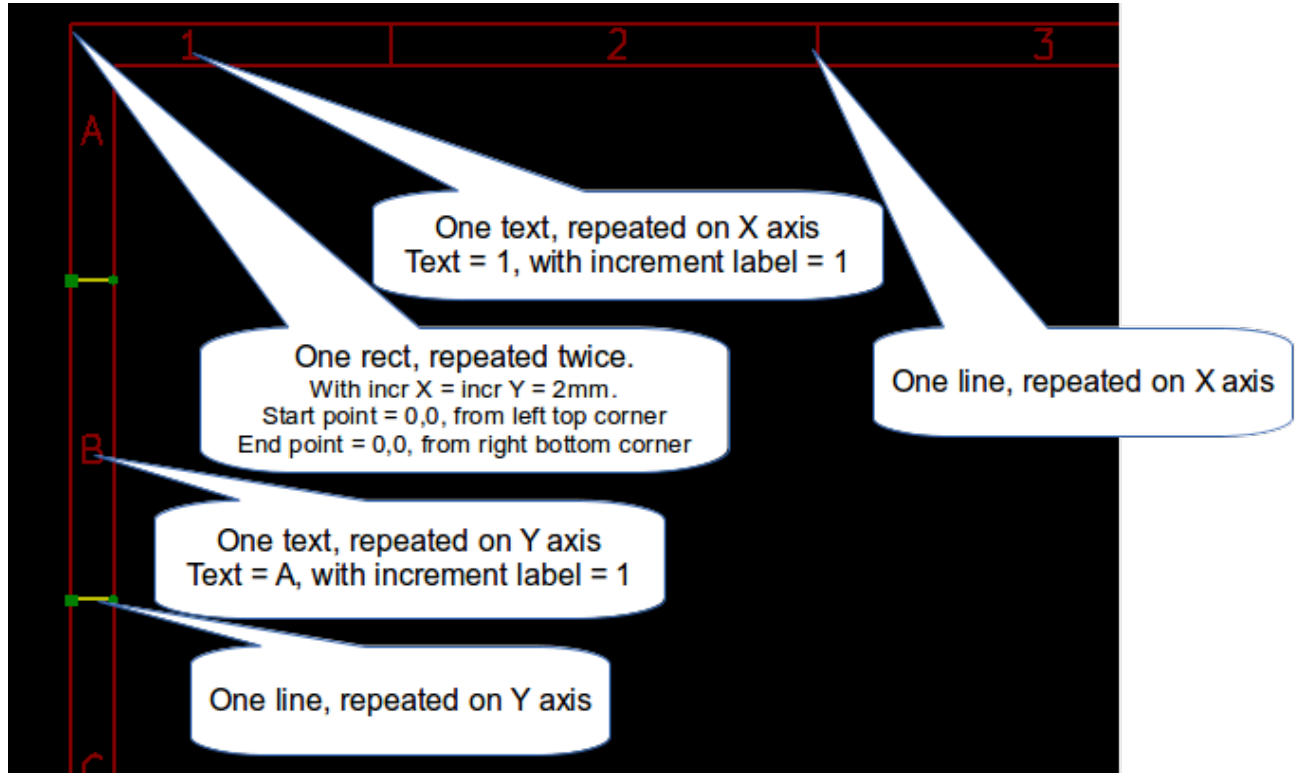 1
2
3
A
One text, repeated on X axis
Text = 1, with increment label = 1
One rect, repeated twice.
With incr X = incr Y = 2mm.
Start point = 0,0, from left top corner
End point = 0,0, from right bottom corner
One line, repeated on X axis
B
One text, repeated on Y axis
Text = A, with increment label = 1
One line, repeated on Y axis
C